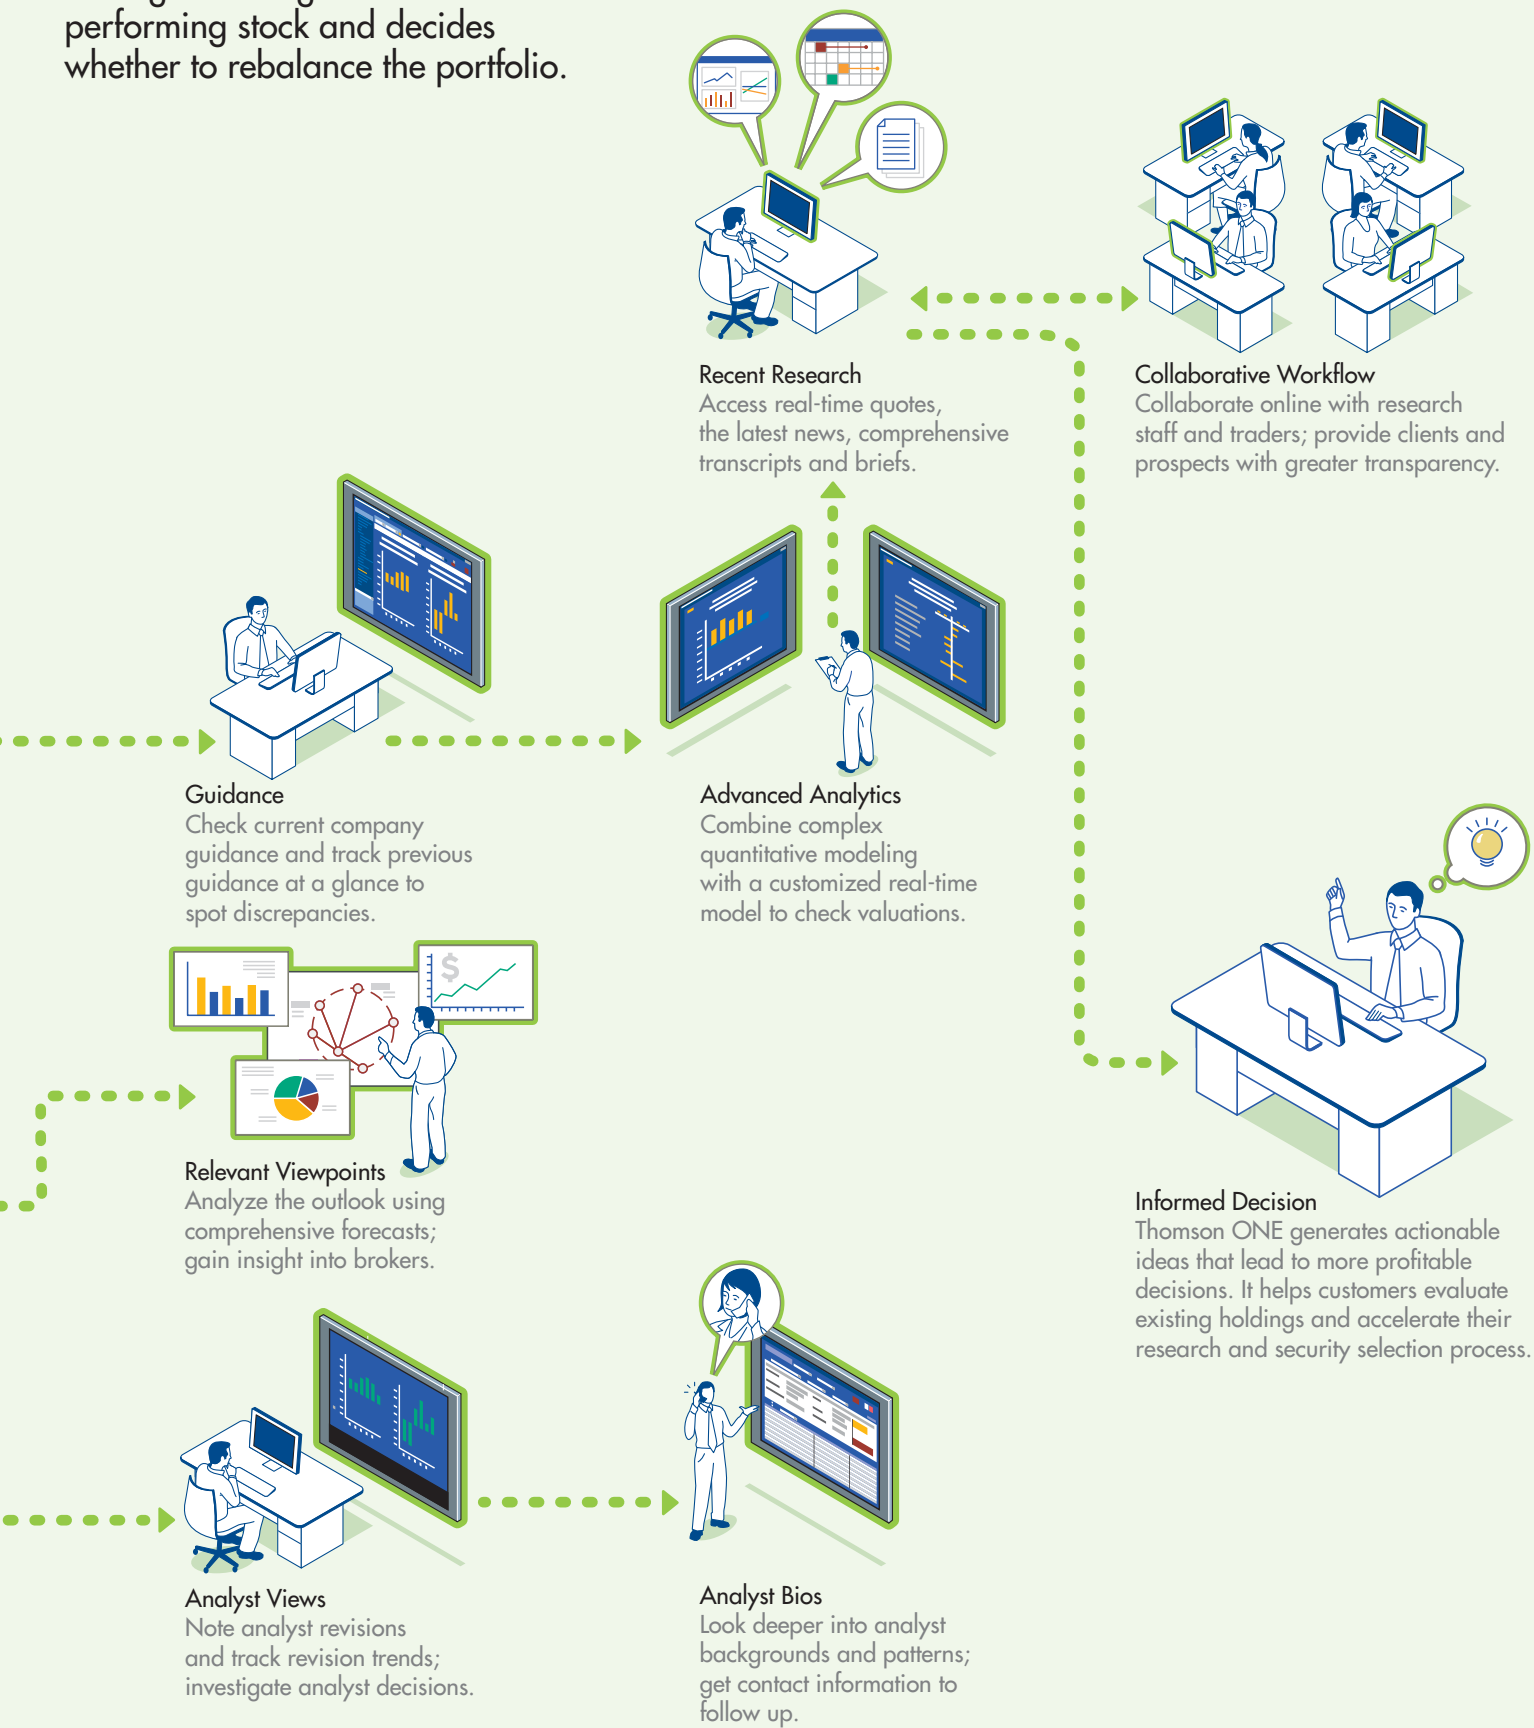 performing stock and decides
whether to rebalance the portfolio.
Recent Research
Access real-time quotes,
the latest news, comprehensive
transcripts and briefs.
Collaborative Workflow
Collaborate online with research
staff and traders; provide clients and
prospects with greater transparency.
Guidance
Check current company
guidance and track previous
guidance at a glance to
spot discrepancies.
Advanced Analytics
Combine complex
quantitative modeling
with a customized real-time
model to check valuations.
$
Relevant Viewpoints
Analyze the outlook using
comprehensive forecasts;
gain insight into brokers.
Informed Decision
Thomson ONE generates actionable
ideas that lead to more profitable
decisions. It helps customers evaluate
existing holdings and accelerate their
research and security selection process.
Analyst Views
Note analyst revisions
and track revision trends;
investigate analyst decisions.
Analyst Bios
Look deeper into analyst
backgrounds and patterns;
get contact information to
follow up.